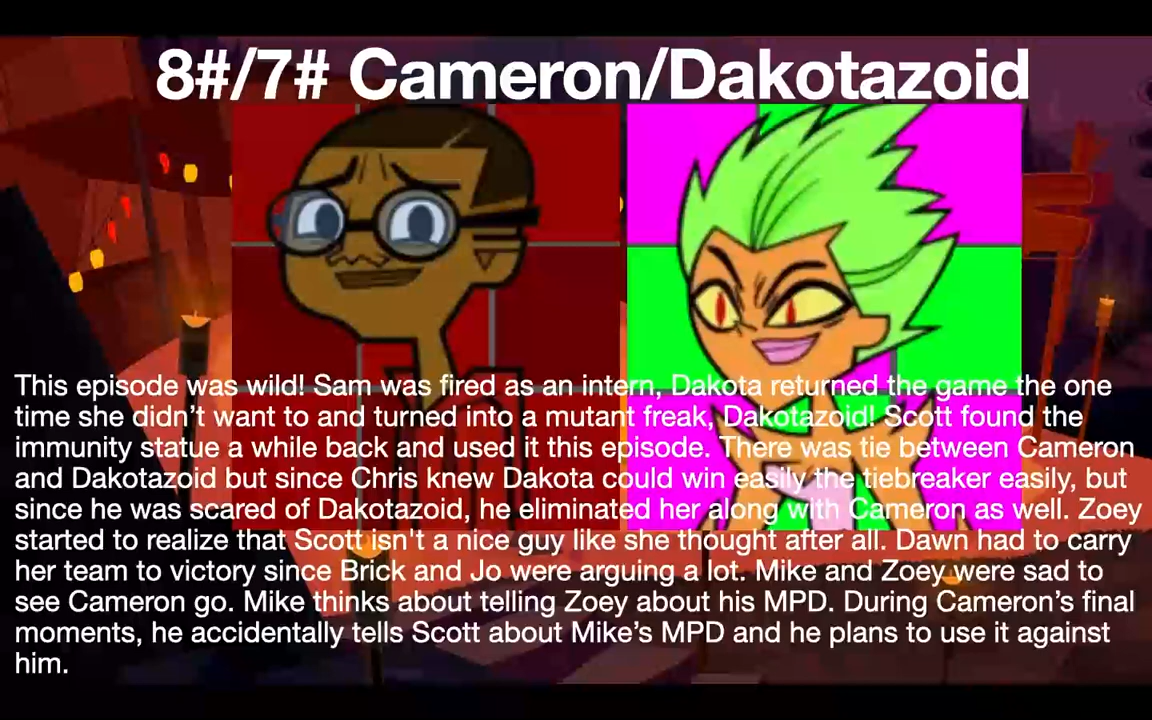 8#/7# Cameron/Dakotazoid
This episode was wild! Sam was fired as an intern, Dakota returned the game the one
time she didn’t want to and turned into a mutant freak, Dakotazoid! Scott found the
immunity statue a while back and used it this episode. There was tie between Cameron
and Dakotazoid but since Chris knew Dakota could win easily the tiebreaker easily, but
since he was scared of Dakotazoid, he eliminated her along with Cameron as well. Zoey
started to realize that Scott isn't a nice guy like she thought after all. Dawn had to carry
her team to victory since Brick and Jo were arguing a lot. Mike and Zoey were sad to
see Cameron go. Mike thinks about telling Zoey about his MPD. During Cameron’s final
moments, he accidentally tells Scott about Mike’s MPD and he plans to use it against
him.